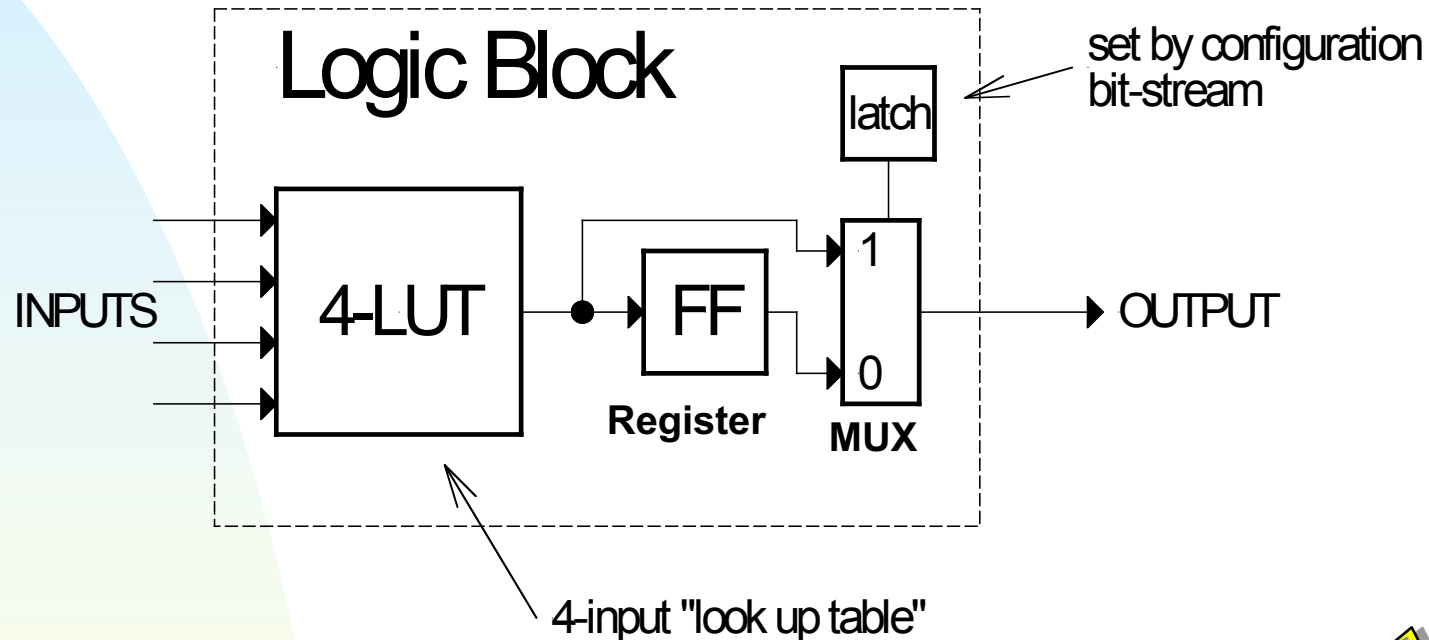 Logic Block
set by configuration
bit-stream
latch
INPUTS
4-LUT
FF
1
0
OUTPUT
Register
MUX
4-input "look up table"